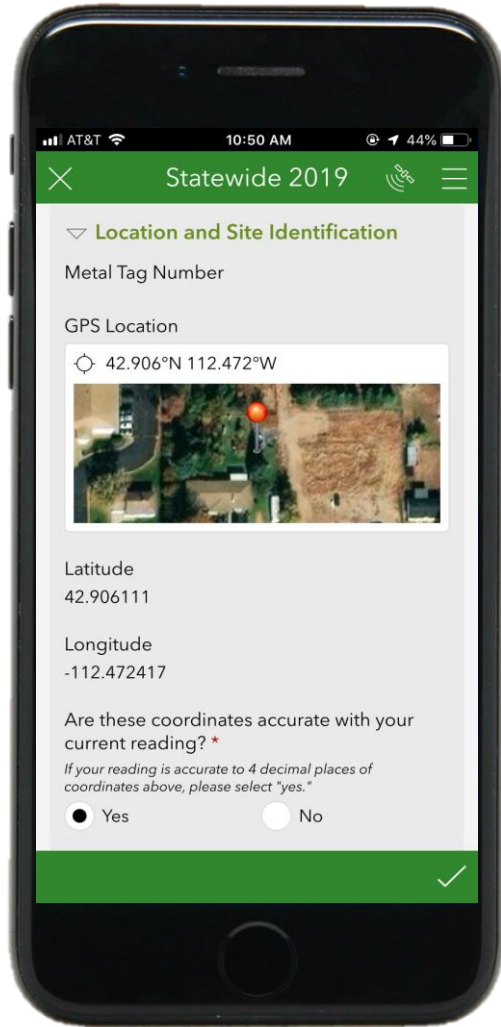 AT&T 10:50 AM 44%
Statewide 2019
Location and Site Identification
Metal Tag Number
GPS Location
42.906°N 112.472°W
Latitude
42.906111
Longitude
-112.472417
Are these coordinates accurate with your
current reading? *
If your reading is accurate to 4 decimal places of
coordinates above, please select "yes."
Yes No